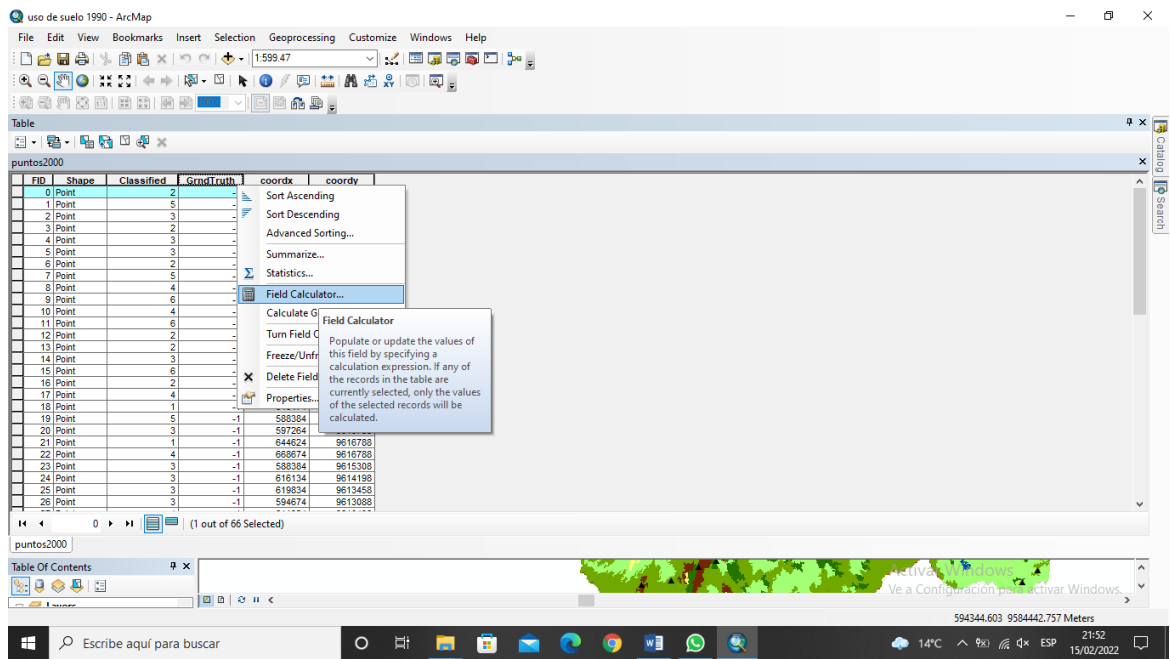 uso de suelo 1990 - ArcMap
File Edit View Bookmarks Insert Selection Geoprocessing Customize Windows Help
1:599.47
Table
puntos2000
FID Shape Classified GrndTruth coordx coordy
0 Point 2 -
1 Point 5 -
2 Point 3 -
3 Point 2 -
4 Point 3 -
5 Point 3 -
6 Point 2 -
7 Point 5 -
8 Point 4 -
9 Point 6 -
10 Point 4 -
11 Point 6 -
12 Point 2 -
13 Point 2 -
14 Point 3 -
15 Point 6 -
16 Point 2 -
17 Point 4 -
18 Point 1
19 Point 5 -1 588384
20 Point 3 -1 597264
21 Point 1 -1 644624 9616788
22 Point 4 -1 668674 9616788
23 Point 3 -1 588384 9615308
24 Point 3 -1 616134 9614198
25 Point 3 -1 619834 9613458
26 Point 3 -1 594674 9613088
Sort Ascending
Sort Descending
Advanced Sorting...
Summarize...
Statistics...
Field Calculator...
Calculate G
Turn Field C
Freeze/Unfr
Delete Field
Properties...
Field Calculator
Populate or update the values of
this field by specifying a
calculation expression. If any of
the records in the table are
currently selected, only the values
of the selected records will be
calculated.
Catalog
Search
0
(1 out of 66 Selected)
puntos2000
Table Of Contents
Layers
Activar Windows
Ve a Configuración para activar Windows.
594344.603 9584442.757 Meters
Escribe aquí para buscar
14°C
ESP
21:52
15/02/2022